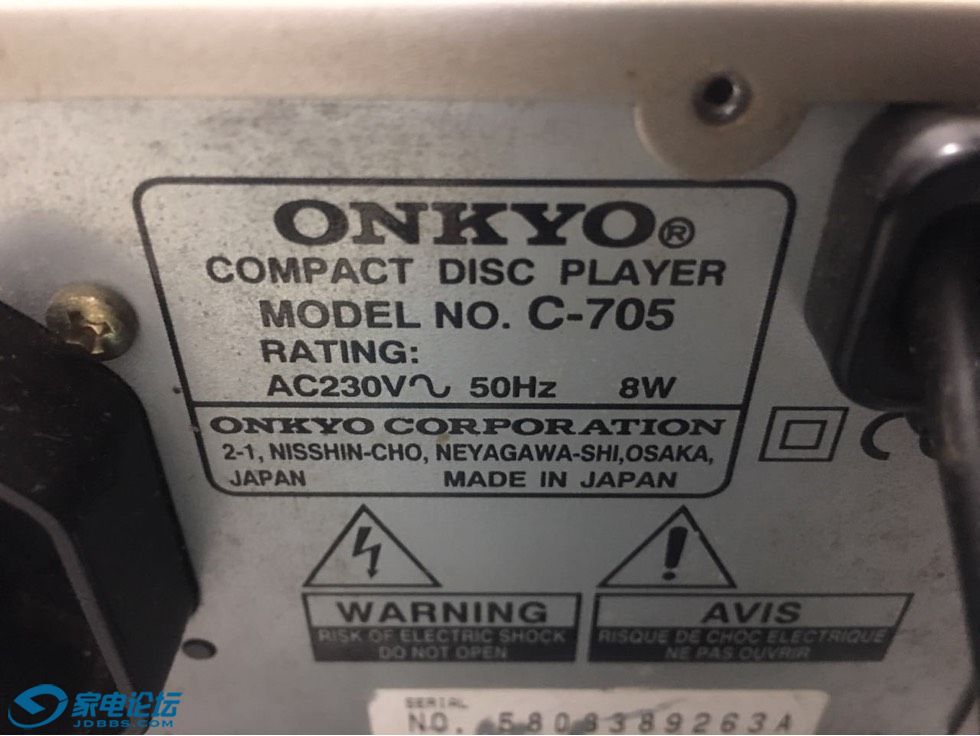 ONKYO®
COMPACT DISC PLAYER
MODEL NO. C-705
RATING:
AC230V∿ 50Hz 8W
ONKYO CORPORATION
2-1, NISSHIN-CHO, NEYAGAWA-SHI,OSAKA,
JAPAN MADE IN JAPAN
WARNING
RISK OF ELECTRIC SHOCK
DO NOT OPEN
AVIS
RISQUE DE CHOC ELECTRIQUE
NE PAS OUVRIR
SERIAL
NO. 5803389263A
家电论坛
JDBBS.COM